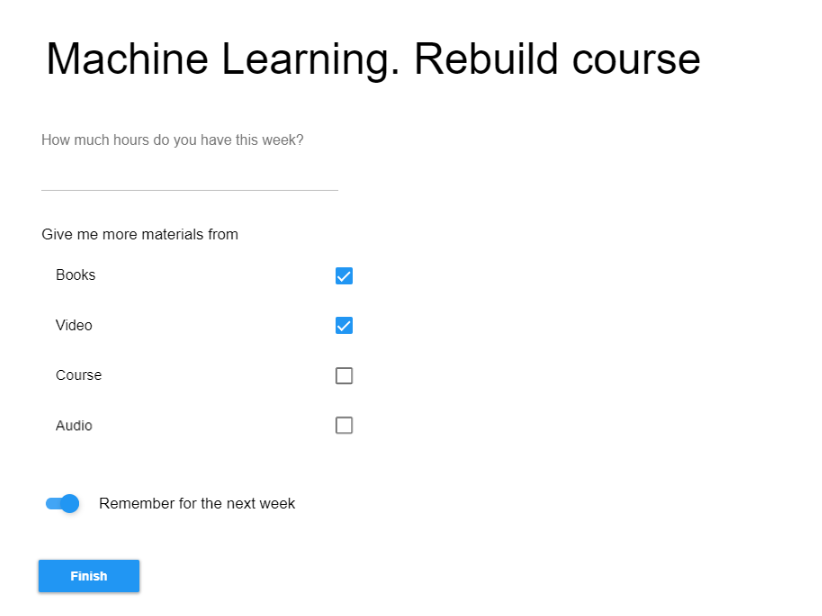 Machine Learning. Rebuild course
How much hours do you have this week?
Give me more materials from
Books
Video
Course
Audio
Remember for the next week
Finish